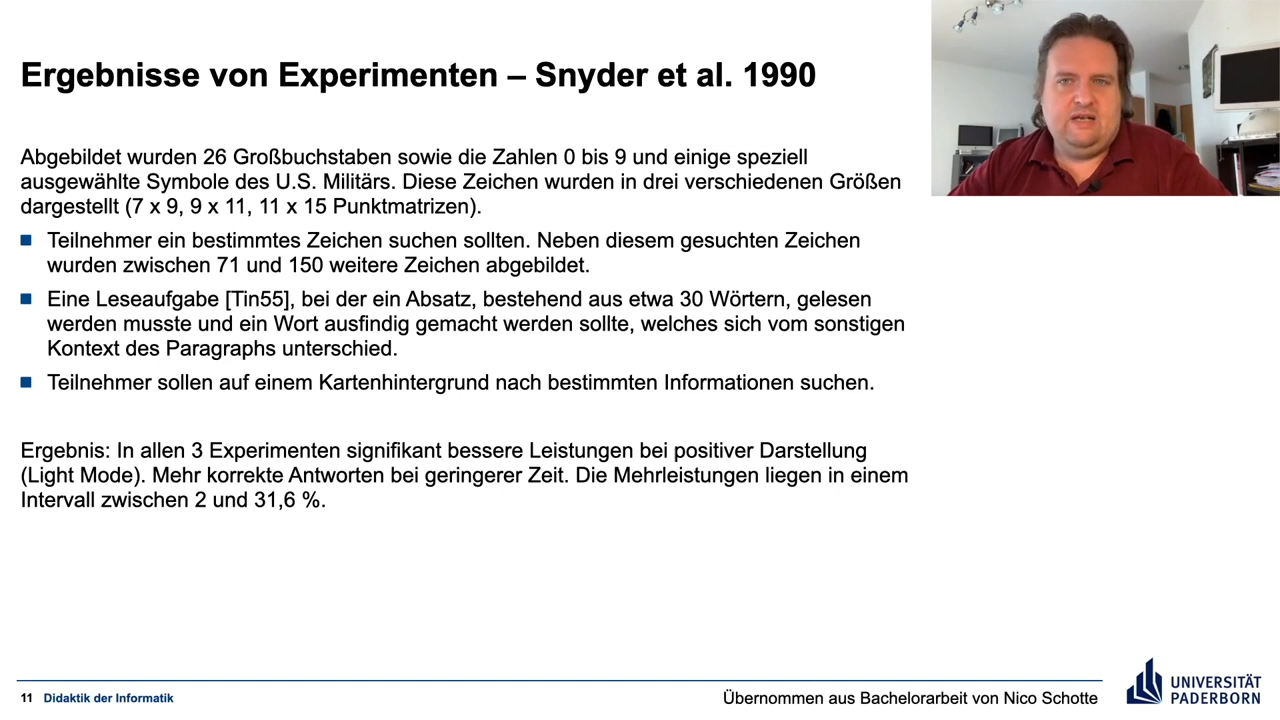 Ergebnisse von Experimenten – Snyder et al. 1990
Abgebildet wurden 26 Großbuchstaben sowie die Zahlen 0 bis 9 und einige speziell
ausgewählte Symbole des U.S. Militärs. Diese Zeichen wurden in drei verschiedenen Größen
dargestellt (7 x 9, 9 x 11, 11 x 15 Punktmatrizen).
Teilnehmer ein bestimmtes Zeichen suchen sollten. Neben diesem gesuchten Zeichen
wurden zwischen 71 und 150 weitere Zeichen abgebildet.
Eine Leseaufgabe [Tin55], bei der ein Absatz, bestehend aus etwa 30 Wörtern, gelesen
werden musste und ein Wort ausfindig gemacht werden sollte, welches sich vom sonstigen
Kontext des Paragraphs unterschied.
Teilnehmer sollen auf einem Kartenhintergrund nach bestimmten Informationen suchen.
Ergebnis: In allen 3 Experimenten signifikant bessere Leistungen bei positiver Darstellung
(Light Mode). Mehr korrekte Antworten bei geringerer Zeit. Die Mehrleistungen liegen in einem
Intervall zwischen 2 und 31,6 %.
11 Didaktik der Informatik
Übernommen aus Bachelorarbeit von Nico Schotte
UNIVERSITÄT
PADERBORN